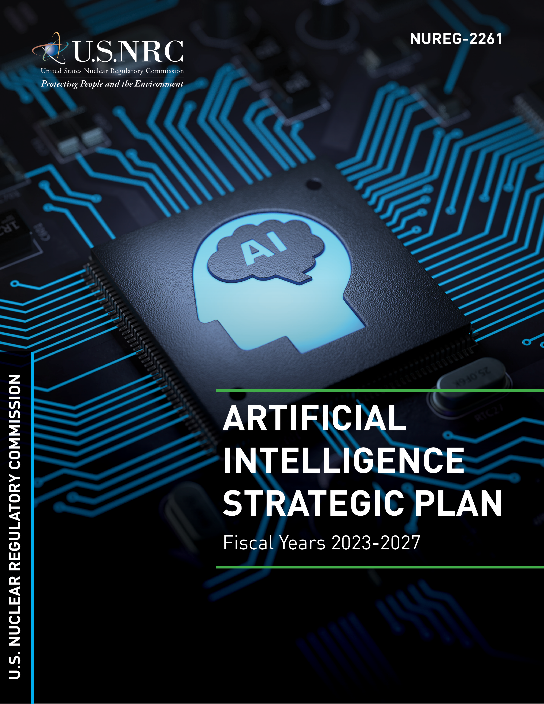 U.S.NRC
United States Nuclear Regulatory Commission
Protecting People and the Environment
NUREG-2261
AI
ARTIFICIAL
INTELLIGENCE
STRATEGIC PLAN
Fiscal Years 2023-2027
U.S. NUCLEAR REGULATORY COMMISSION